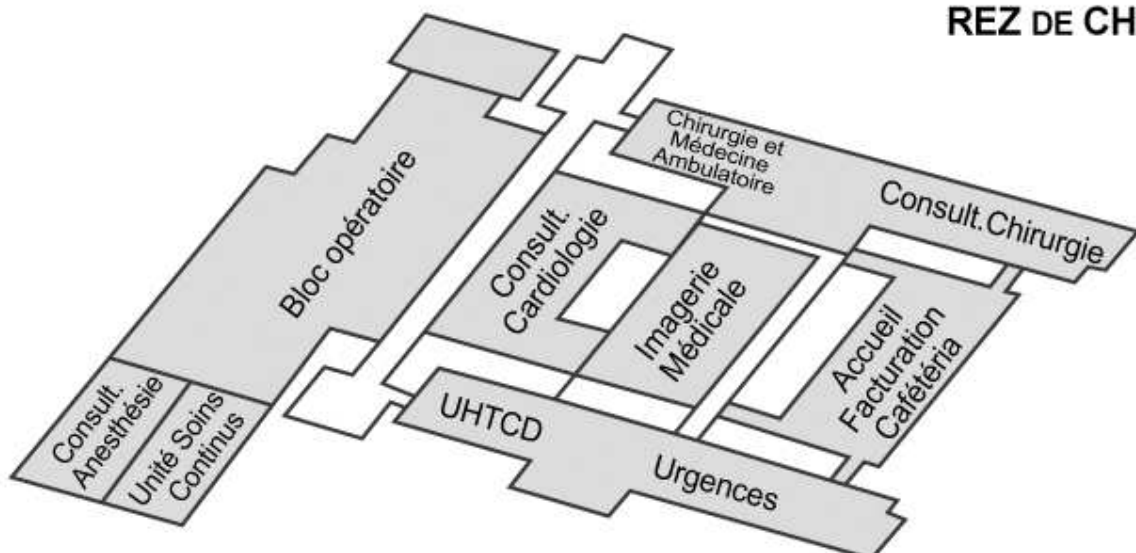 REZ DE CH
Chirurgie et
Médecine
Ambulatoire
Consult.Chirurgie
Bloc opératoire
Consult.
Cardiologie
Imagerie
Médicale
Accueil
Facturation
Cafétéria
Consult.
Anesthésie
Unité Soins
Continus
UHTCD
Urgences